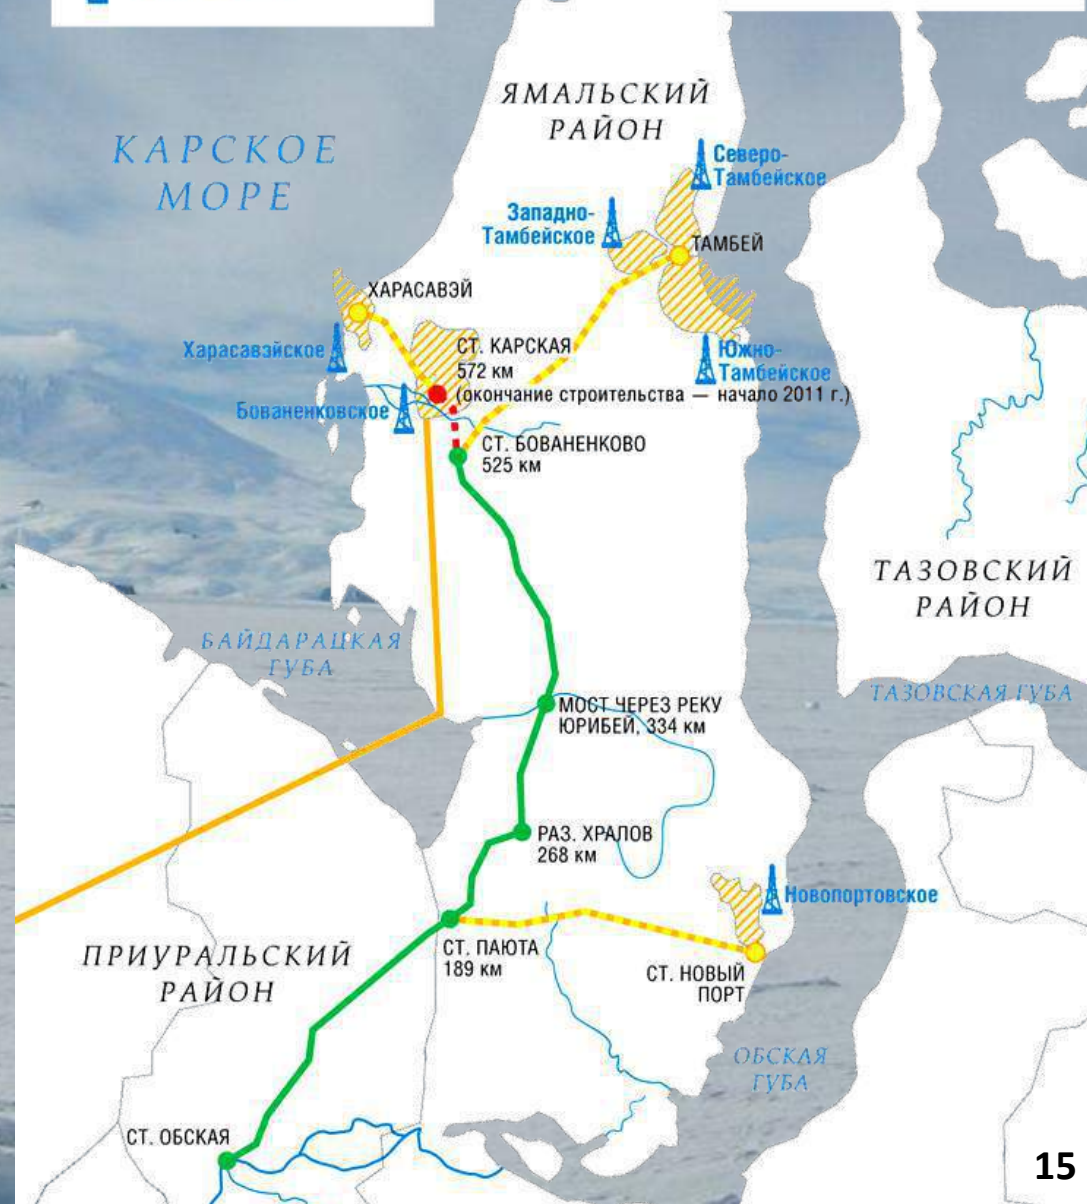 ЯМАЛЬСКИЙ
РАЙОН
КАРСКОЕ
МОРЕ
Северо-
Тамбейское
Западно-
Тамбейское
ТАМБЕЙ
ХАРАСАВЭЙ
Харасавэйское
СТ. КАРСКАЯ
572 км
(окончание строительства — начало 2011 г.)
Южно-
Тамбейское
Бованенковское
СТ. БОВАНЕНКОВО
525 км
ТАЗОВСКИЙ
РАЙОН
БАЙДАРАЦКАЯ
ГУБА
ТАЗОВСКАЯ ГУБА
МОСТ ЧЕРЕЗ РЕКУ
ЮРИБЕЙ, 334 км
РАЗ. ХРАЛОВ
268 км
Новопортовское
ПРИУРАЛЬСКИЙ
РАЙОН
СТ. ПАЮТА
189 км
СТ. НОВЫЙ
ПОРТ
ОБСКАЯ
ГУБА
СТ. ОБСКАЯ
15